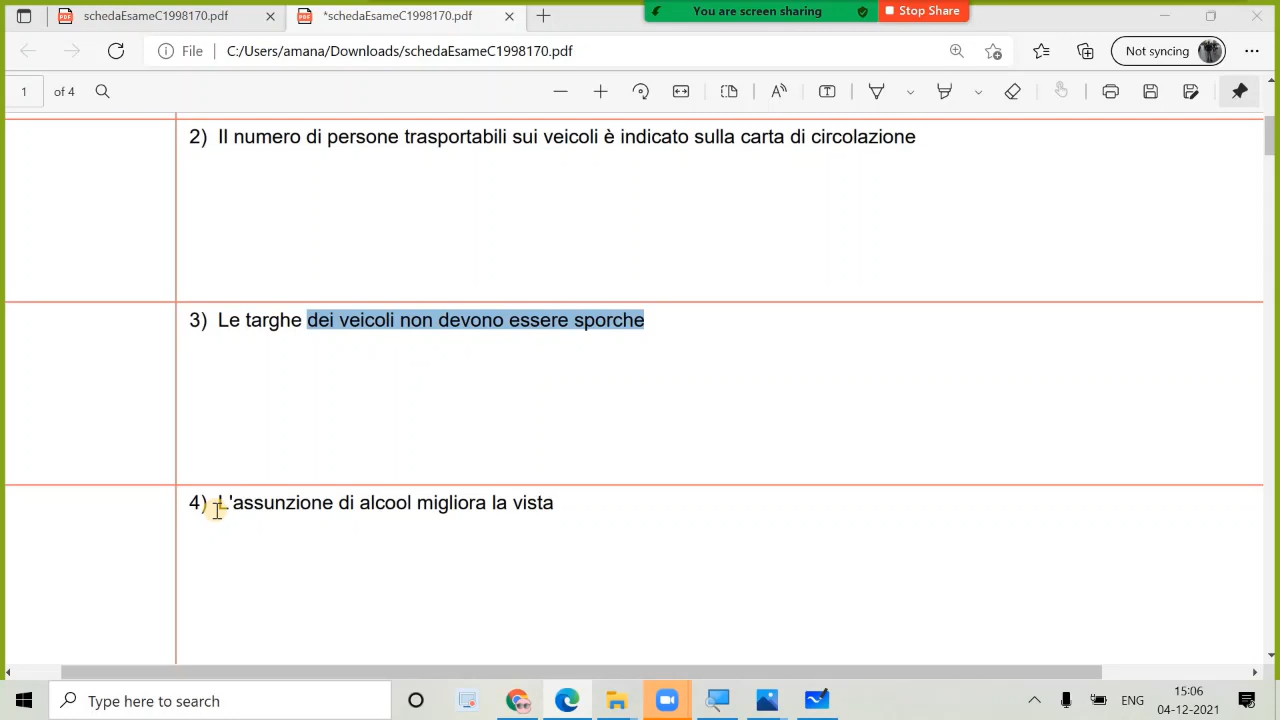 schedaEsameC1998170.pdf
*schedaEsameC1998170.pdf
You are screen sharing
Stop Share
File
C:/Users/amana/Downloads/schedaEsameC1998170.pdf
Not syncing
1
of 4
2) Il numero di persone trasportabili sui veicoli è indicato sulla carta di circolazione
3) Le targhe dei veicoli non devono essere sporche
4) L'assunzione di alcool migliora la vista
Type here to search
ENG
15:06
04-12-2021